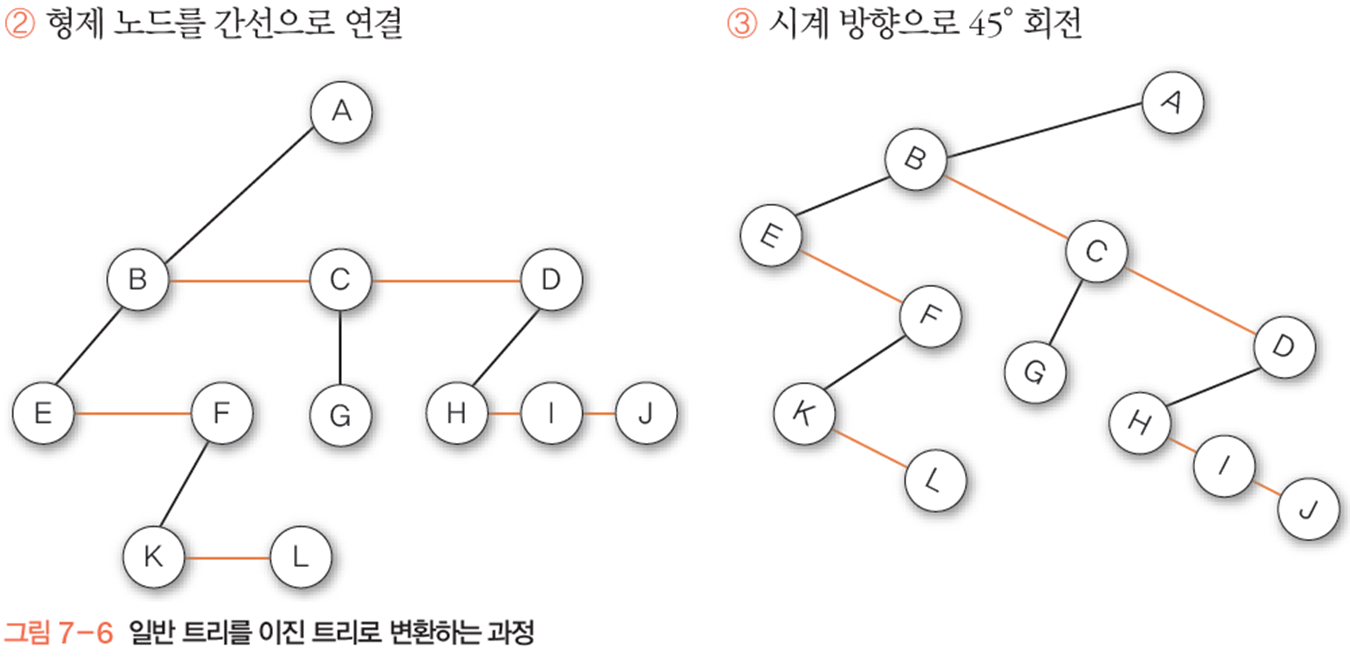 ② 형제 노드를 간선으로 연결
A
B C D
E F G H I J
K L
③ 시계 방향으로 45° 회전
A
B
E C
F D
G
K H
I
L J
그림 7-6 일반 트리를 이진 트리로 변환하는 과정